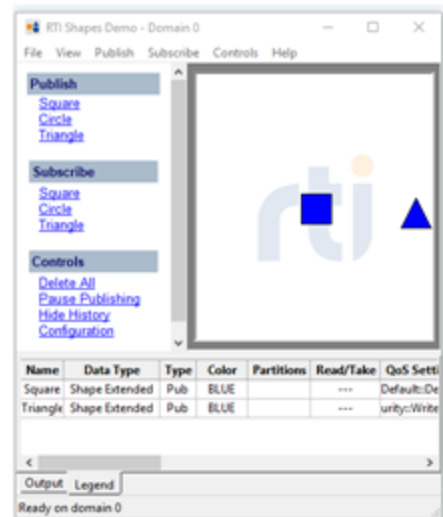 RTI Shapes Demo - Domain 0
File View Publish Subscribe Controls Help
Publish
Square
Circle
Triangle
Subscribe
Square
Circle
Triangle
Controls
Delete All
Pause Publishing
Hide History
Configuration
rti
Name Data Type Type Color Partitions Read/Take QoS Setti
Square Shape Extended Pub BLUE --- Default::De
Triangle Shape Extended Pub BLUE --- urity::Write
Output Legend
Ready on domain 0